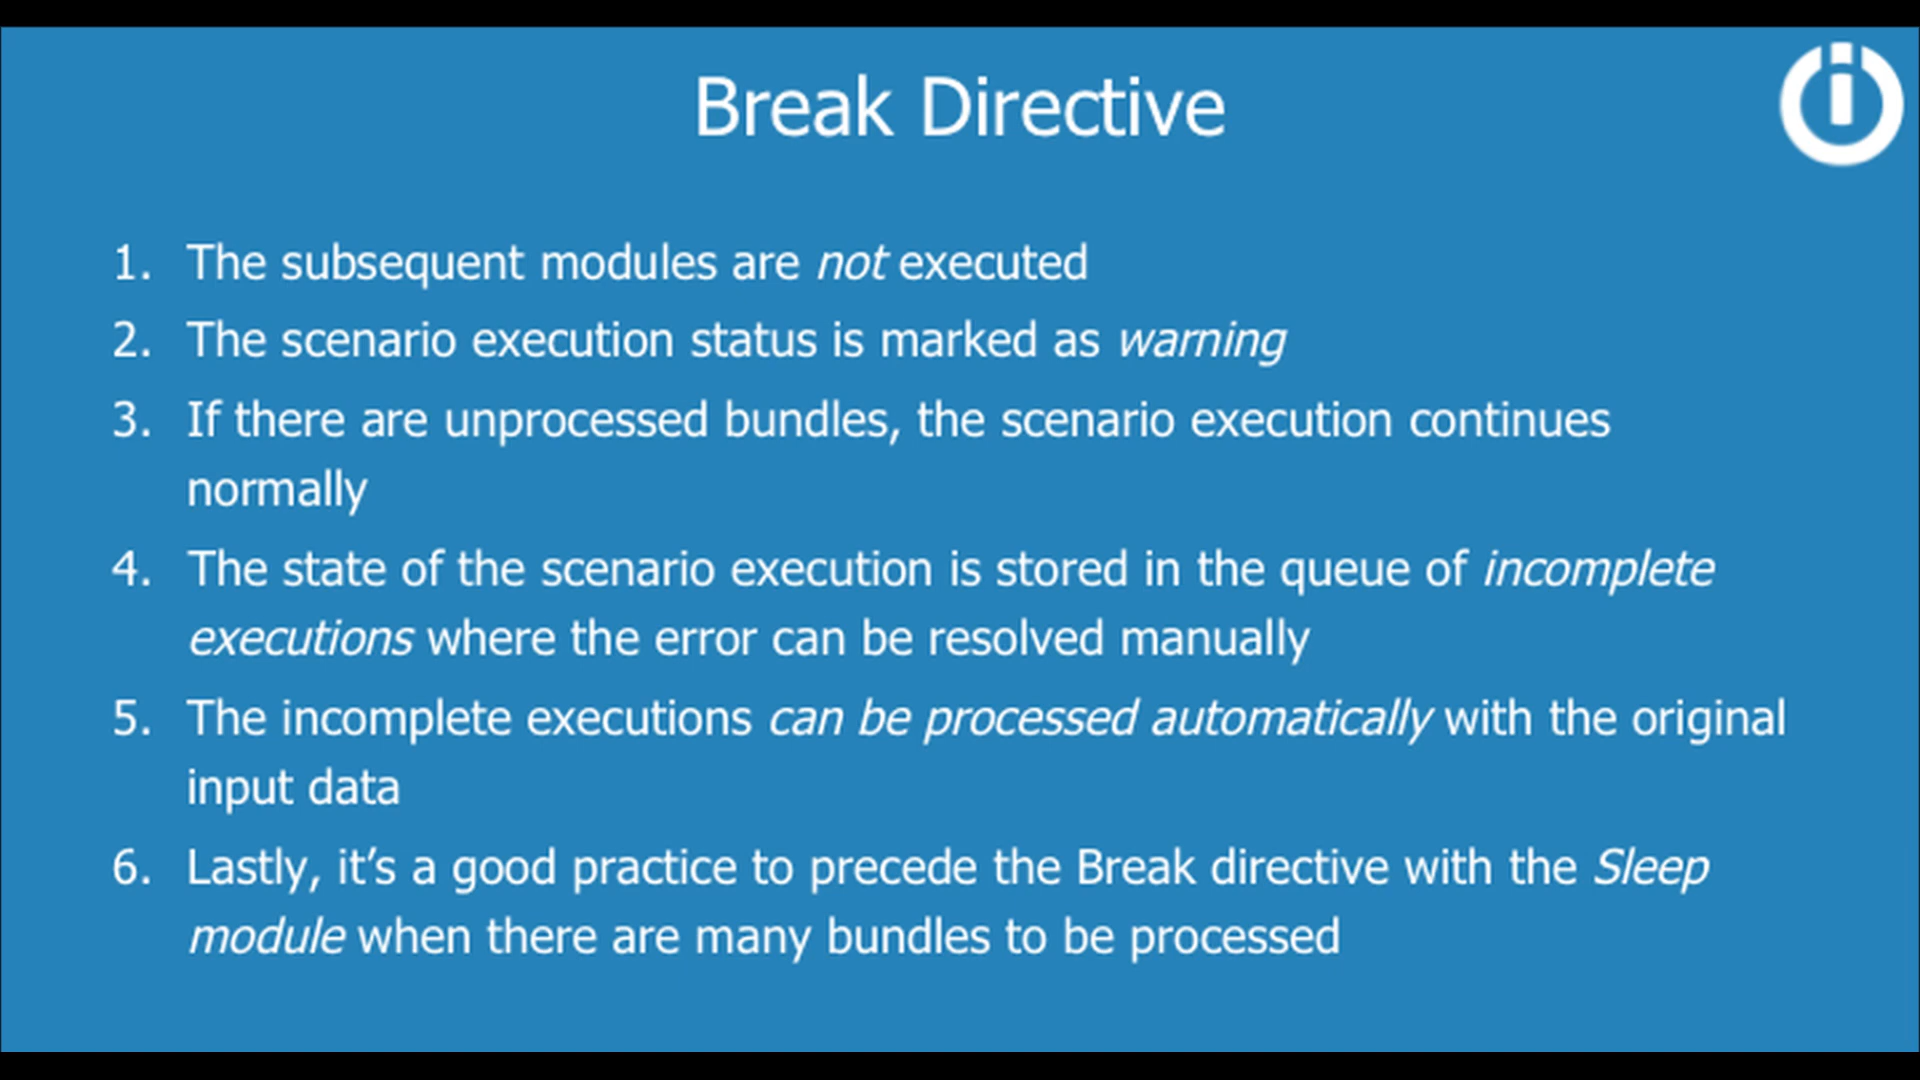 Break Directive
1. The subsequent modules are not executed
2. The scenario execution status is marked as warning
3. If there are unprocessed bundles, the scenario execution continues
normally
4. The state of the scenario execution is stored in the queue of incomplete
executions where the error can be resolved manually
5. The incomplete executions can be processed automatically with the original
input data
6. Lastly, it’s a good practice to precede the Break directive with the Sleep
module when there are many bundles to be processed